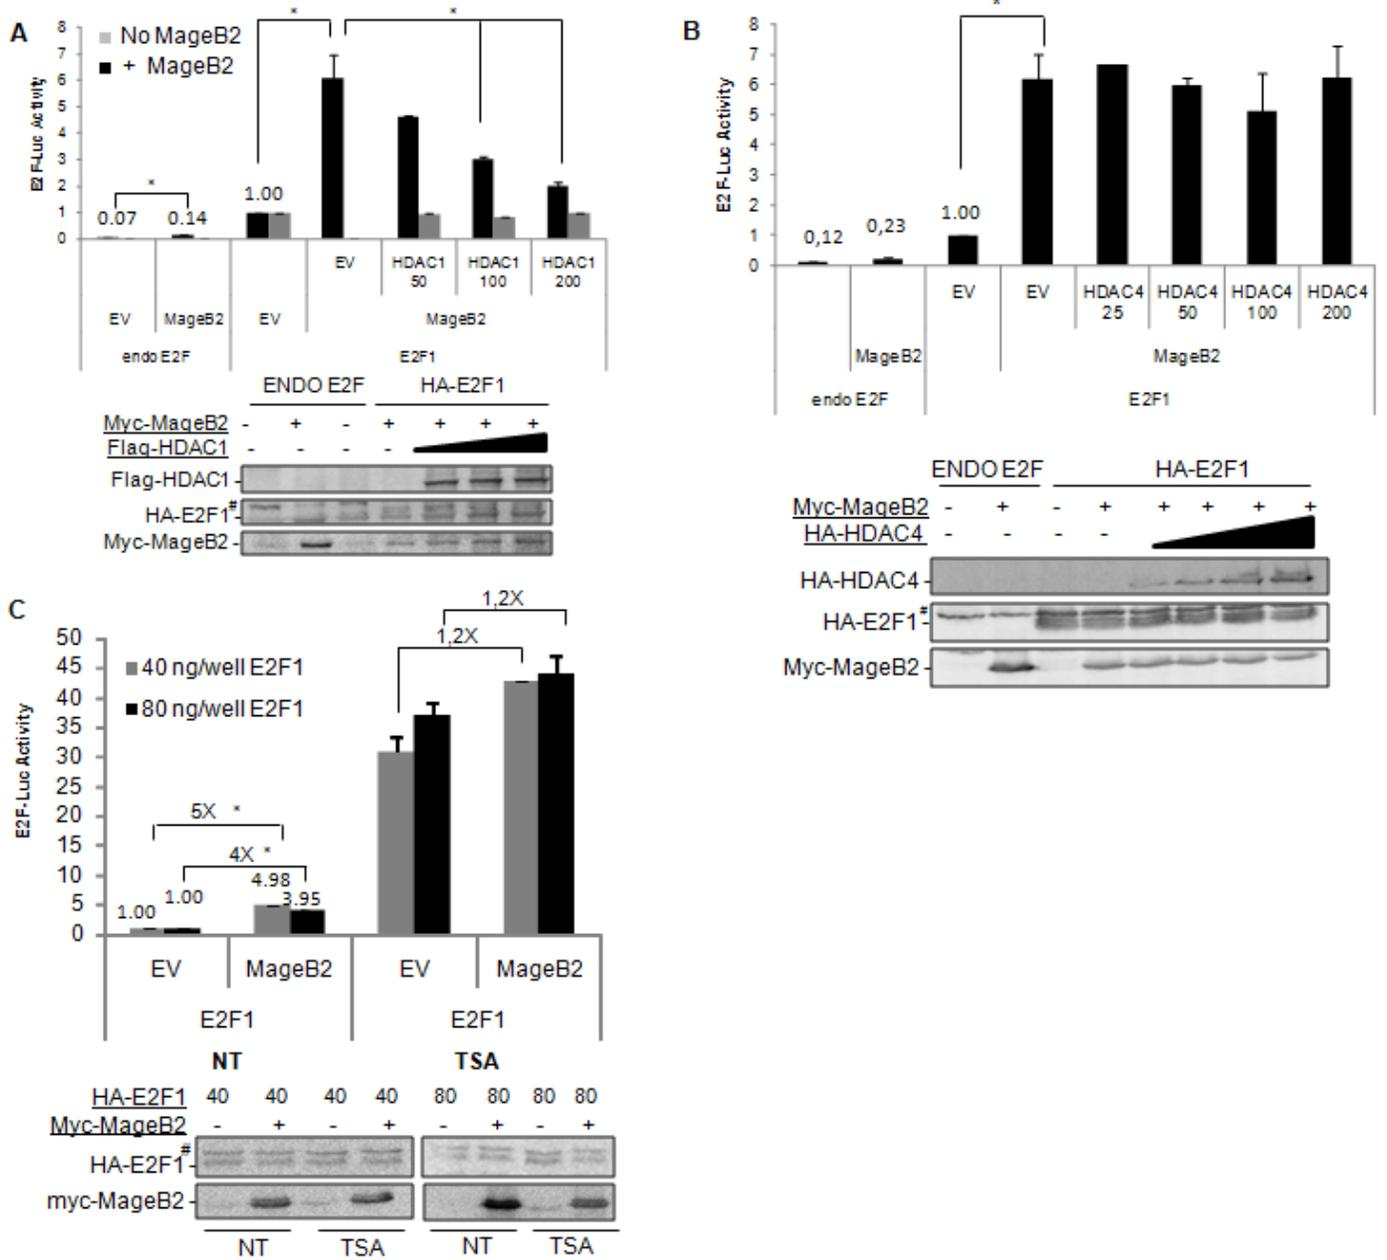 A
*
*
8
7
6
5
4
3
2
1
0
E2F-Luc Activity
No MageB2
+ MageB2
*
0.07
0.14
1.00
EV
HDAC1 50
HDAC1 100
HDAC1 200
EV
MageB2
EV
MageB2
endo E2F
E2F1
ENDO E2F
HA-E2F1
Myc-MageB2 - + - + + + +
Flag-HDAC1 - - - -
Flag-HDAC1
HA-E2F1 #
Myc-MageB2
B
*
8
7
6
5
4
3
2
1
0
E2F-Luc Activity
0,12
0,23
1.00
EV
EV
HDAC4 25
HDAC4 50
HDAC4 100
HDAC4 200
MageB2
MageB2
endo E2F
E2F1
ENDO E2F
HA-E2F1
Myc-MageB2 - + - + + + + +
HA-HDAC4 - - - -
HA-HDAC4
HA-E2F1 #
Myc-MageB2
C
1,2X
1,2X
50
45
40
35
30
25
20
15
10
5
0
E2F-Luc Activity
40 ng/well E2F1
80 ng/well E2F1
5X *
4X *
1.00
1.00
4.98
3.95
EV
MageB2
EV
MageB2
E2F1
E2F1
NT
TSA
HA-E2F1 40 40 40 40 80 80 80 80
Myc-MageB2 - + - + - + - +
HA-E2F1 #
myc-MageB2
NT
TSA
NT
TSA